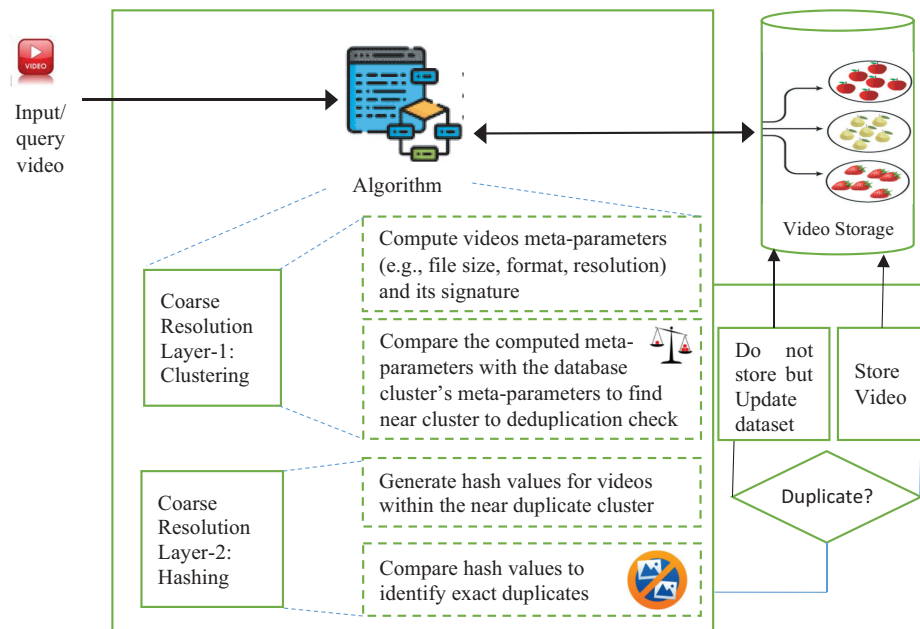 VIDEO
Input/
query
video
Algorithm
Video Storage
Coarse
Resolution
Layer-1:
Clustering
Compute videos meta-parameters
(e.g., file size, format, resolution)
and its signature
Compare the computed meta-
parameters with the database
cluster's meta-parameters to find
near cluster to deduplication check
Do not
store but
Update
dataset
Store
Video
Coarse
Resolution
Layer-2:
Hashing
Generate hash values for videos
within the near duplicate cluster
Compare hash values to
identify exact duplicates
Duplicate?